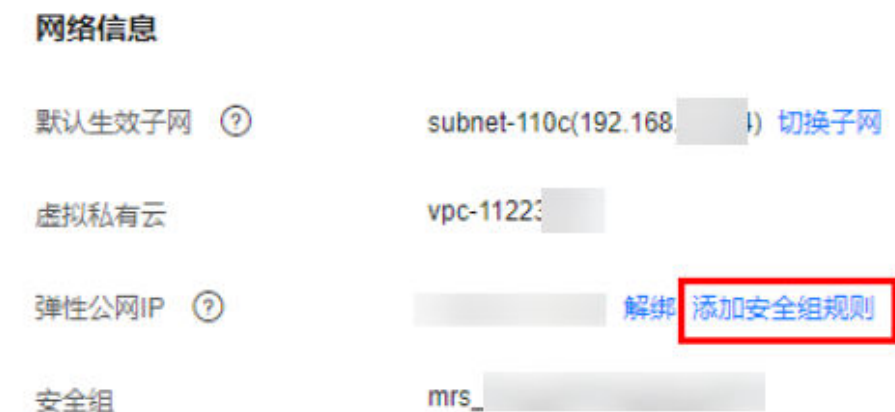 网络信息
默认生效子网 ? subnet-110c(192.168. ) 切换子网
虚拟私有云 vpc-1122
弹性公网IP ? 解绑 添加安全组规则
安全组 mrs_